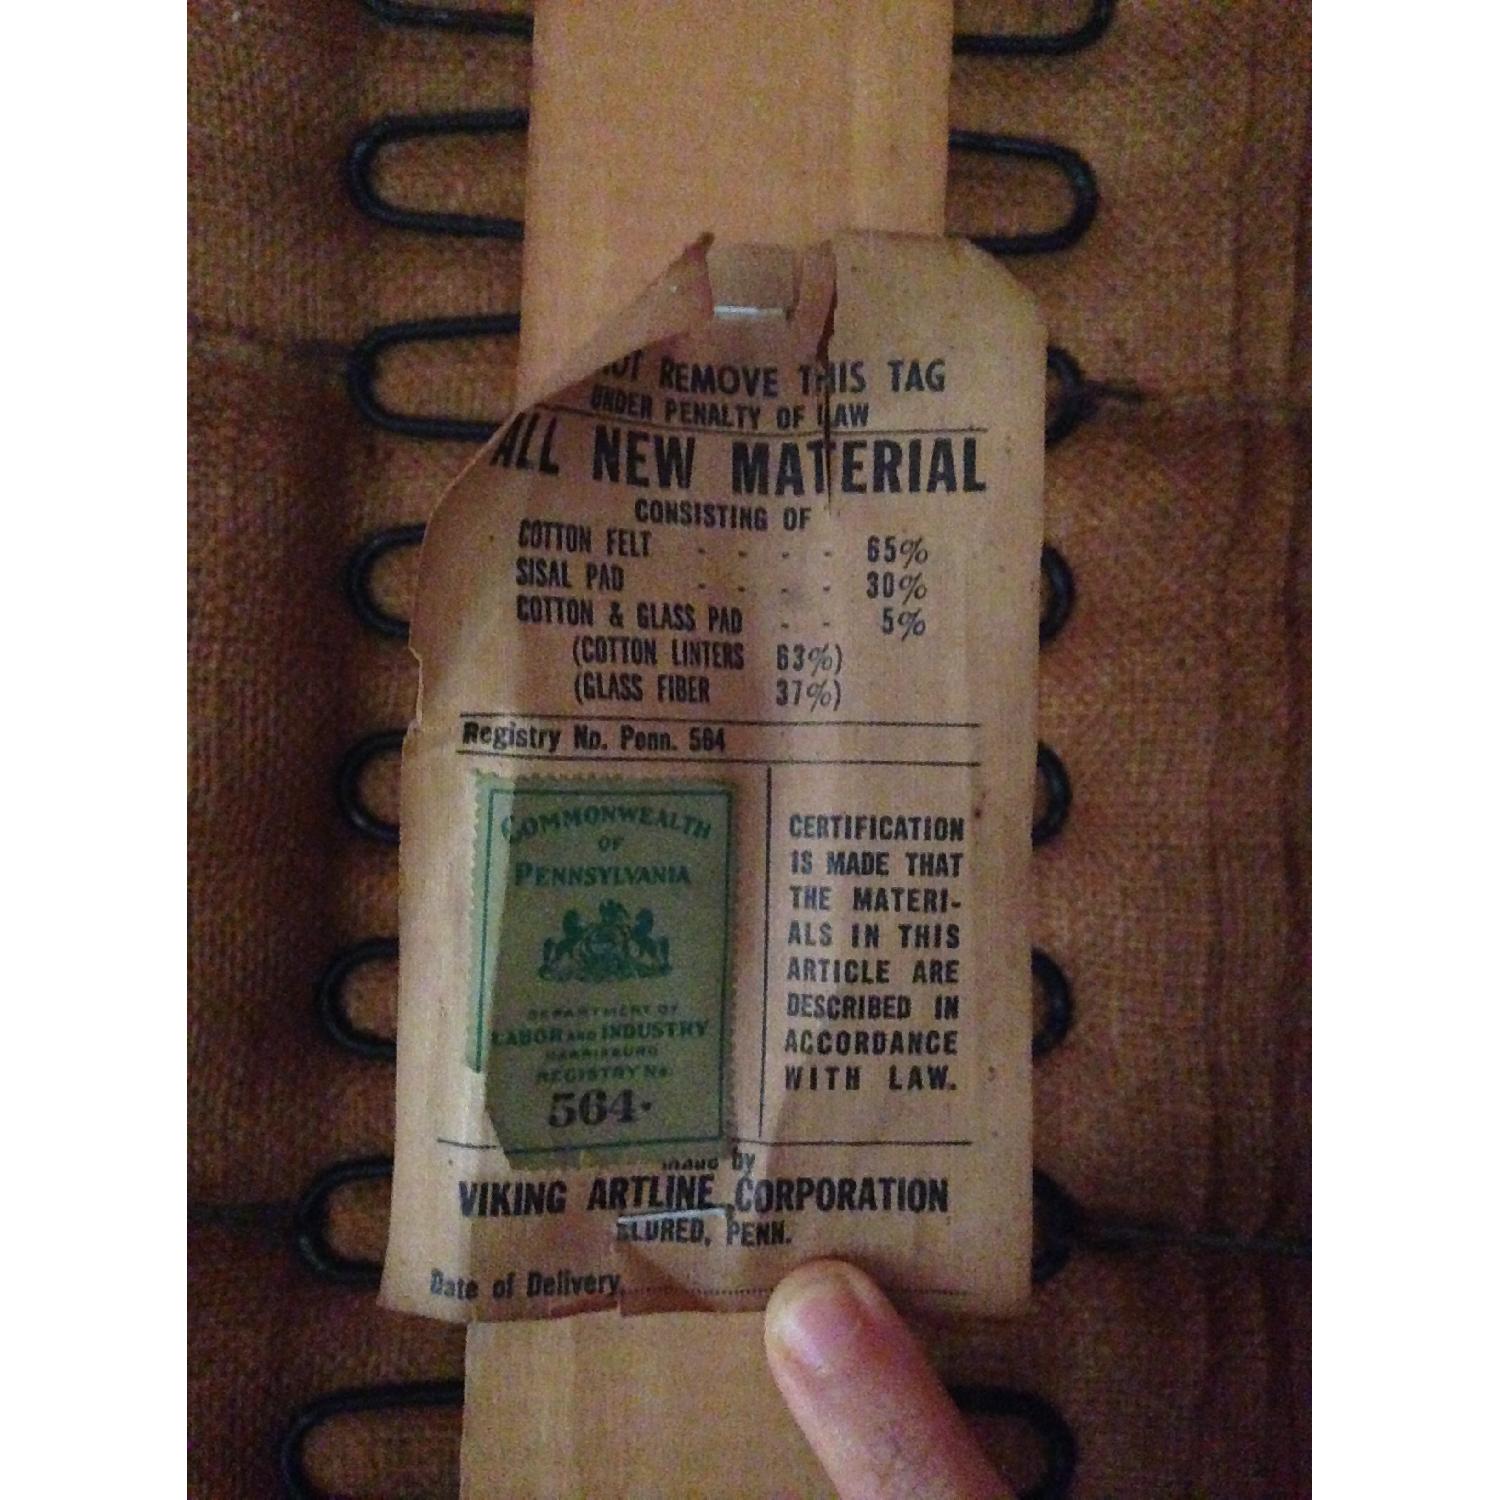 OT REMOVE THIS TAG
UNDER PENALTY OF LAW
ALL NEW MATERIAL
CONSISTING OF
COTTON FELT - - - - 65%
SISAL PAD - - - - 30%
COTTON & GLASS PAD - - 5%
(COTTON LINTERS 63%)
(GLASS FIBER 37%)
Registry No. Penn. 564
COMMONWEALTH
OF
PENNSYLVANIA
DEPARTMENT OF
LABOR AND INDUSTRY
HARRISBURG
REGISTRY No.
564.
CERTIFICATION
IS MADE THAT
THE MATERI-
ALS IN THIS
ARTICLE ARE
DESCRIBED IN
ACCORDANCE
WITH LAW.
made by
VIKING ARTLINE CORPORATION
ELDRED, PENN.
Date of Delivery